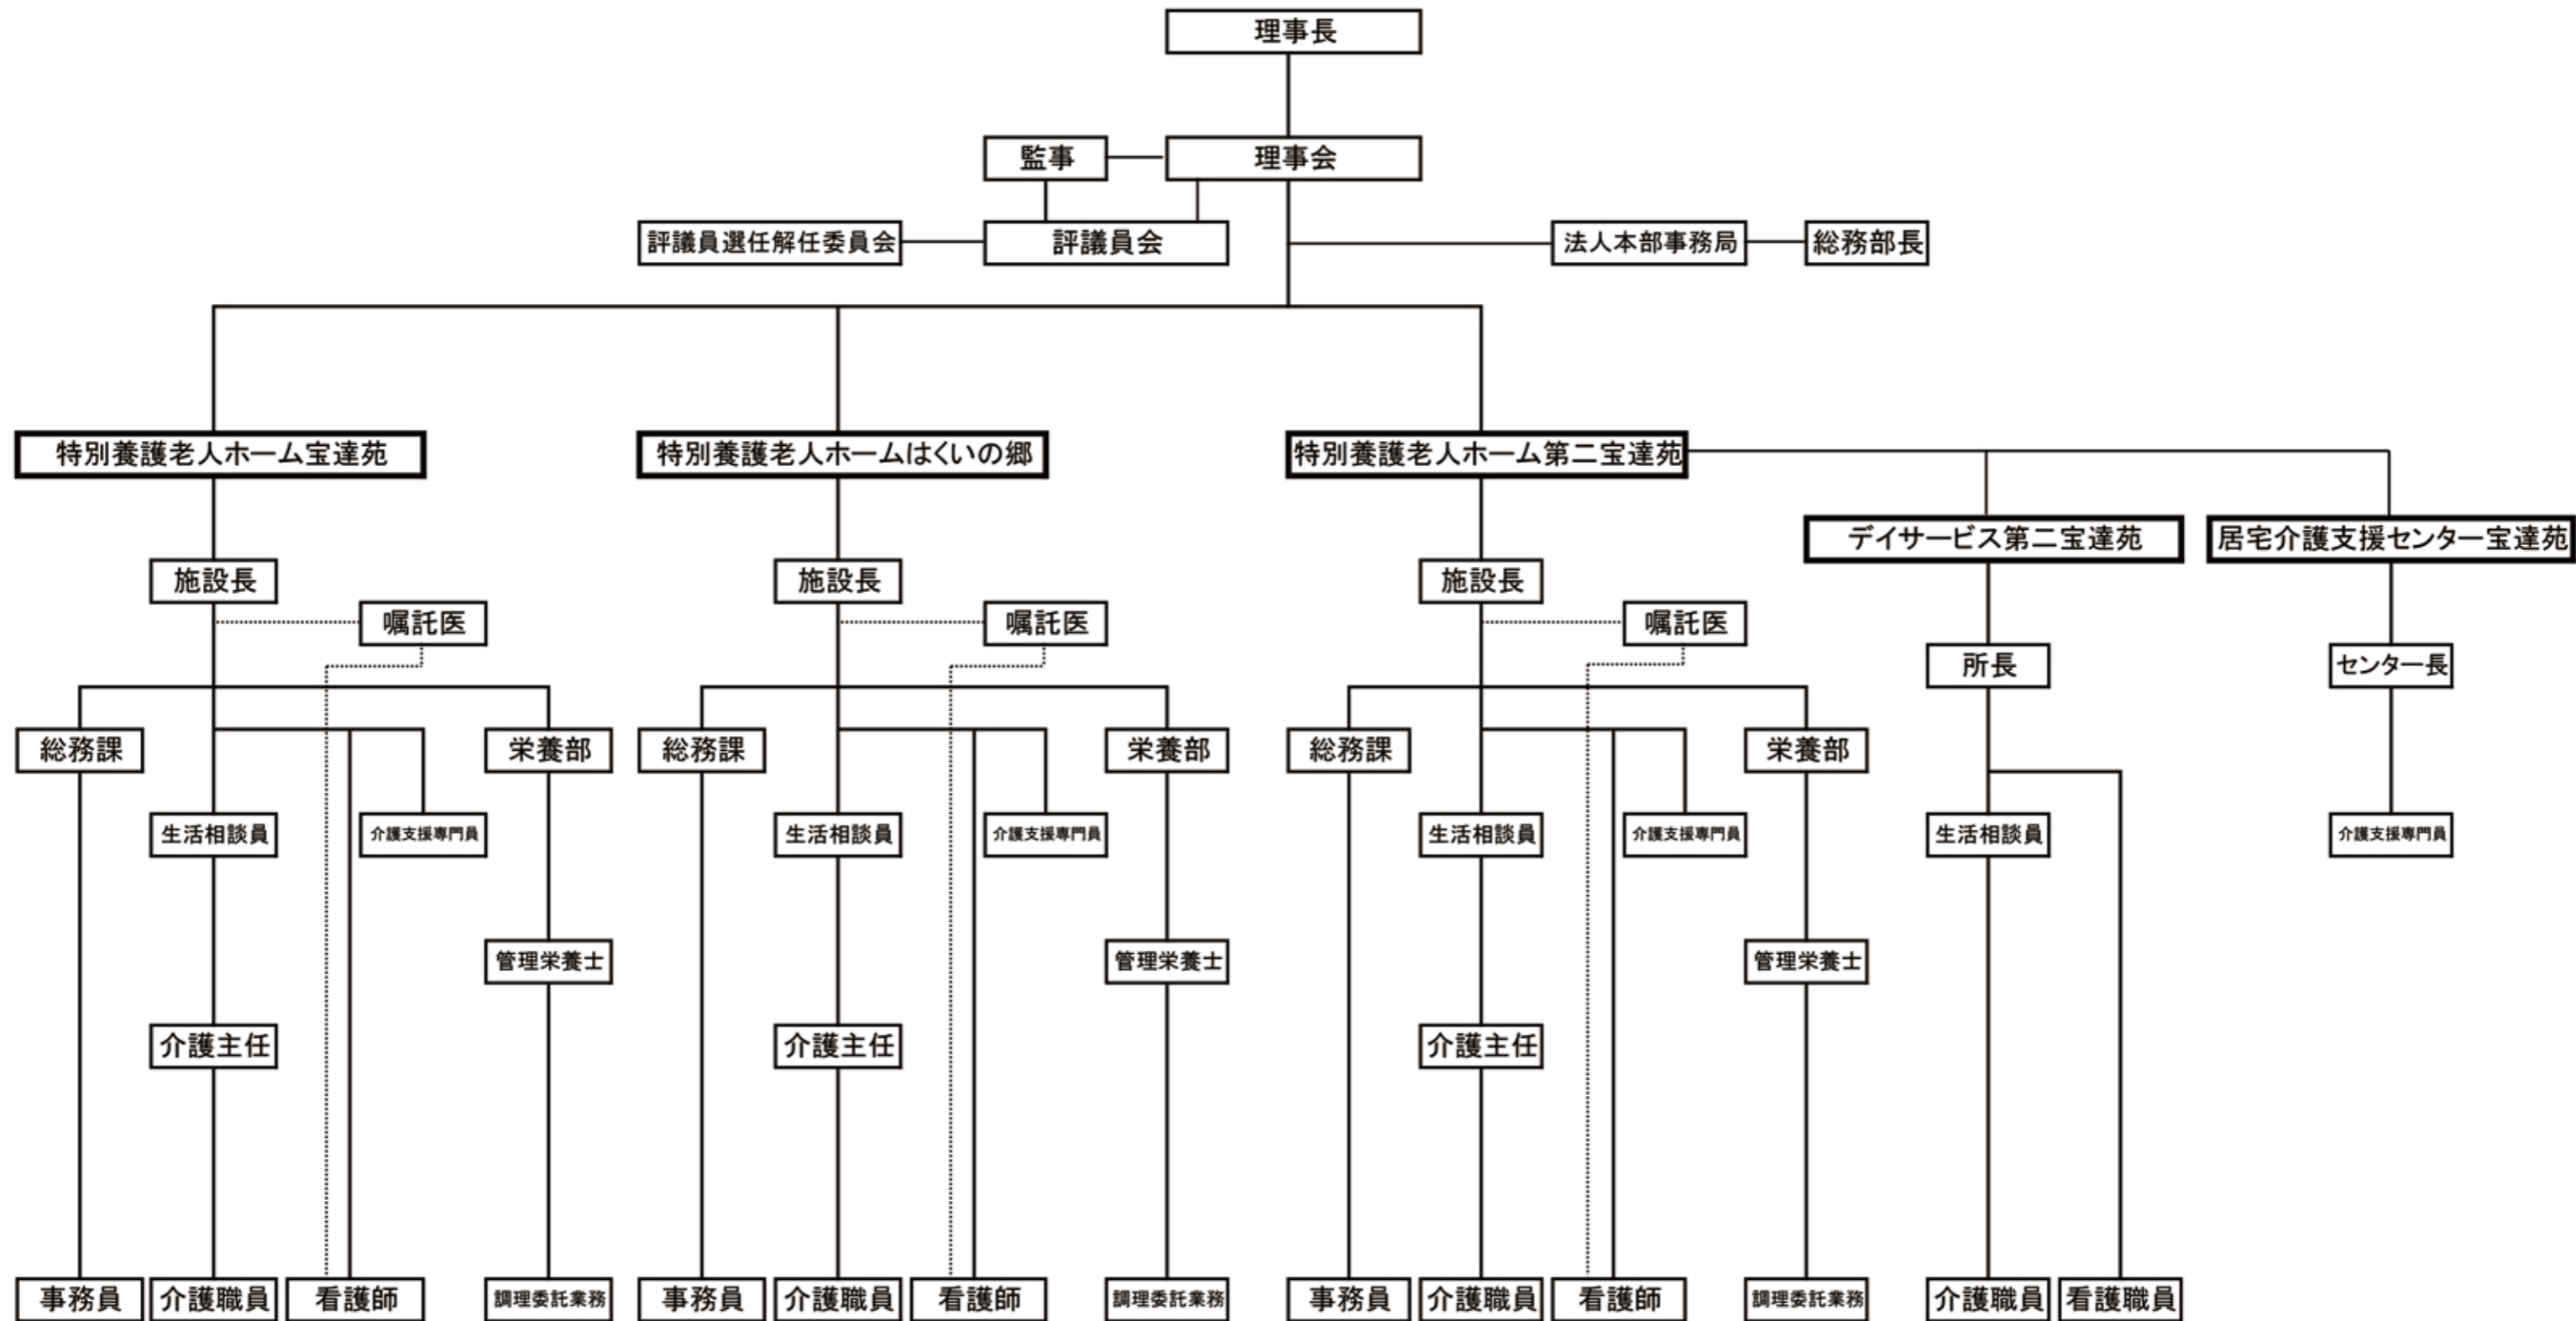 理事長
監事
理事会
評議員選任解任委員会
評議員会
法人本部事務局
総務部長
特別養護老人ホーム宝達苑
特別養護老人ホームはくいの郷
特別養護老人ホーム第二宝達苑
デイサービス第二宝達苑
居宅介護支援センター宝達苑
施設長
施設長
施設長
嘱託医
嘱託医
嘱託医
所長
センター長
総務課
栄養部
総務課
栄養部
総務課
栄養部
生活相談員
介護支援専門員
生活相談員
介護支援専門員
生活相談員
介護支援専門員
生活相談員
介護支援専門員
管理栄養士
管理栄養士
管理栄養士
介護主任
介護主任
介護主任
事務員
介護職員
看護師
調理委託業務
事務員
介護職員
看護師
調理委託業務
事務員
介護職員
看護師
調理委託業務
介護職員
看護職員